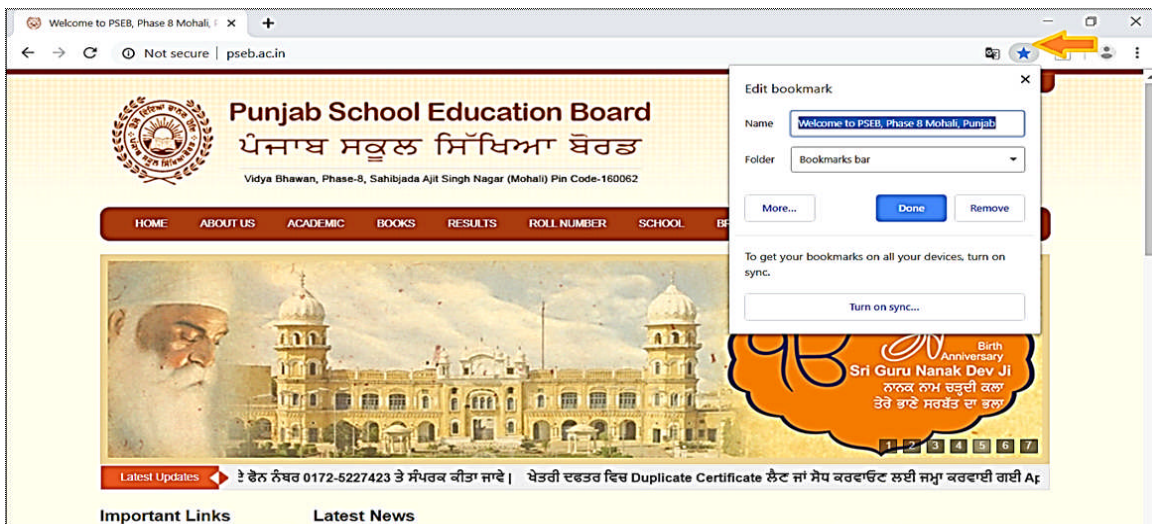 Welcome to PSEB, Phase 8 Mohali,
Not secure | pseb.ac.in
Punjab School Education Board
ਪੰਜਾਬ ਸਕੂਲ ਸਿੱਖਿਆ ਬੋਰਡ
Vidya Bhawan, Phase-8, Sahibjada Ajit Singh Nagar (Mohali) Pin Code-160062
HOME ABOUT US ACADEMIC BOOKS RESULTS ROLL NUMBER SCHOOL
Edit bookmark
Name Welcome to PSEB, Phase 8 Mohali, Punjab
Folder Bookmarks bar
More... Done Remove
To get your bookmarks on all your devices, turn on
sync.
Turn on sync...
Birth
Anniversary
Sri Guru Nanak Dev Ji
ਨਾਨਕ ਨਾਮ ਚੜ੍ਹਦੀ ਕਲਾ
ਤੇਰੇ ਭਾਣੇ ਸਰਬੱਤ ਦਾ ਭਲਾ
1 2 3 4 5 6 7
Latest Updates ਫੋਨ ਨੰਬਰ 0172-5227423 ਤੇ ਸੰਪਰਕ ਕੀਤਾ ਜਾਵੇ | ਖੇਤਰੀ ਦਫਤਰ ਵਿਚ Duplicate Certificate ਲੈਣ ਜਾਂ ਸੋਧ ਕਰਵਾਉਣ ਲਈ ਜਮ੍ਹਾ ਕਰਵਾਈ ਗਈ
Important Links Latest News